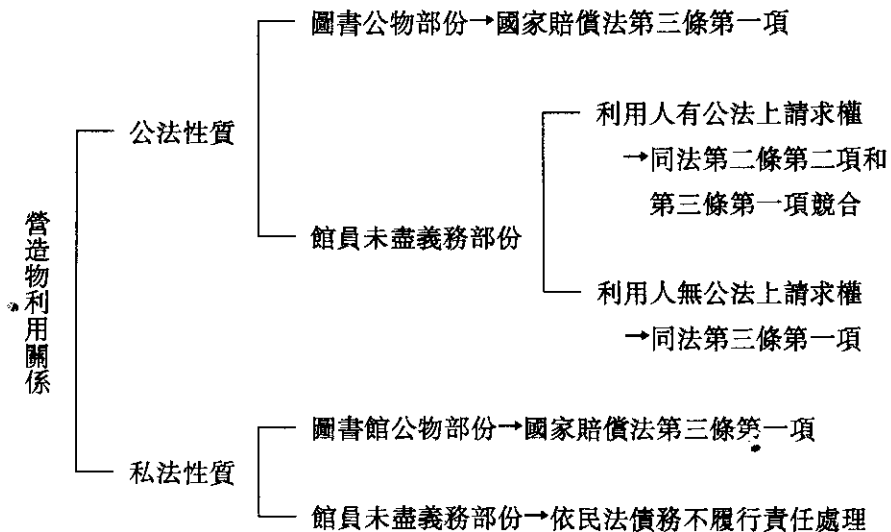 營造物利用關係
公法性質
圖書公物部份→國家賠償法第三條第一項
館員未盡義務部份
利用人有公法上請求權
→同法第二條第二項和
第三條第一項競合
利用人無公法上請求權
→同法第三條第一項
私法性質
圖書館公物部份→國家賠償法第三條第一項
館員未盡義務部份→依民法債務不履行責任處理